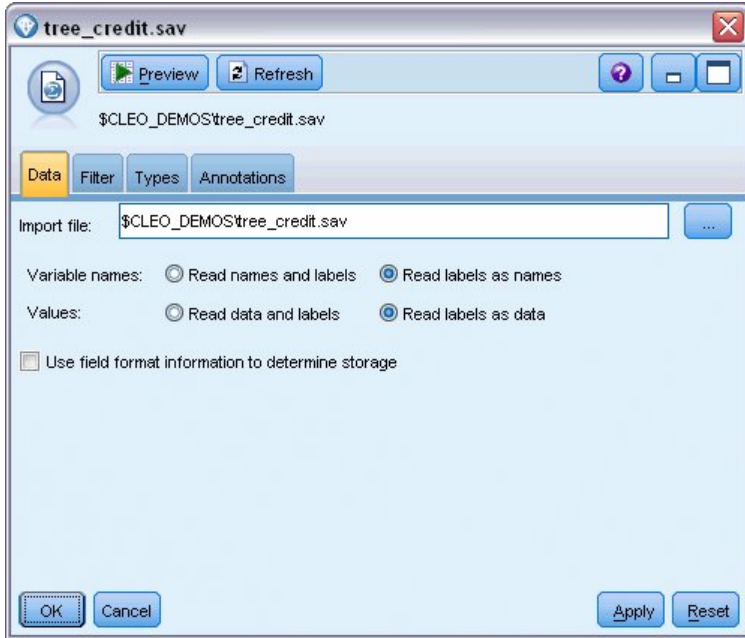 tree_credit.sav
Preview Refresh
$CLEO_DEMOS\tree_credit.sav
Data Filter Types Annotations
Import file: $CLEO_DEMOS\tree_credit.sav ...
Variable names: Read names and labels Read labels as names
Values: Read data and labels Read labels as data
Use field format information to determine storage
OK Cancel Apply Reset